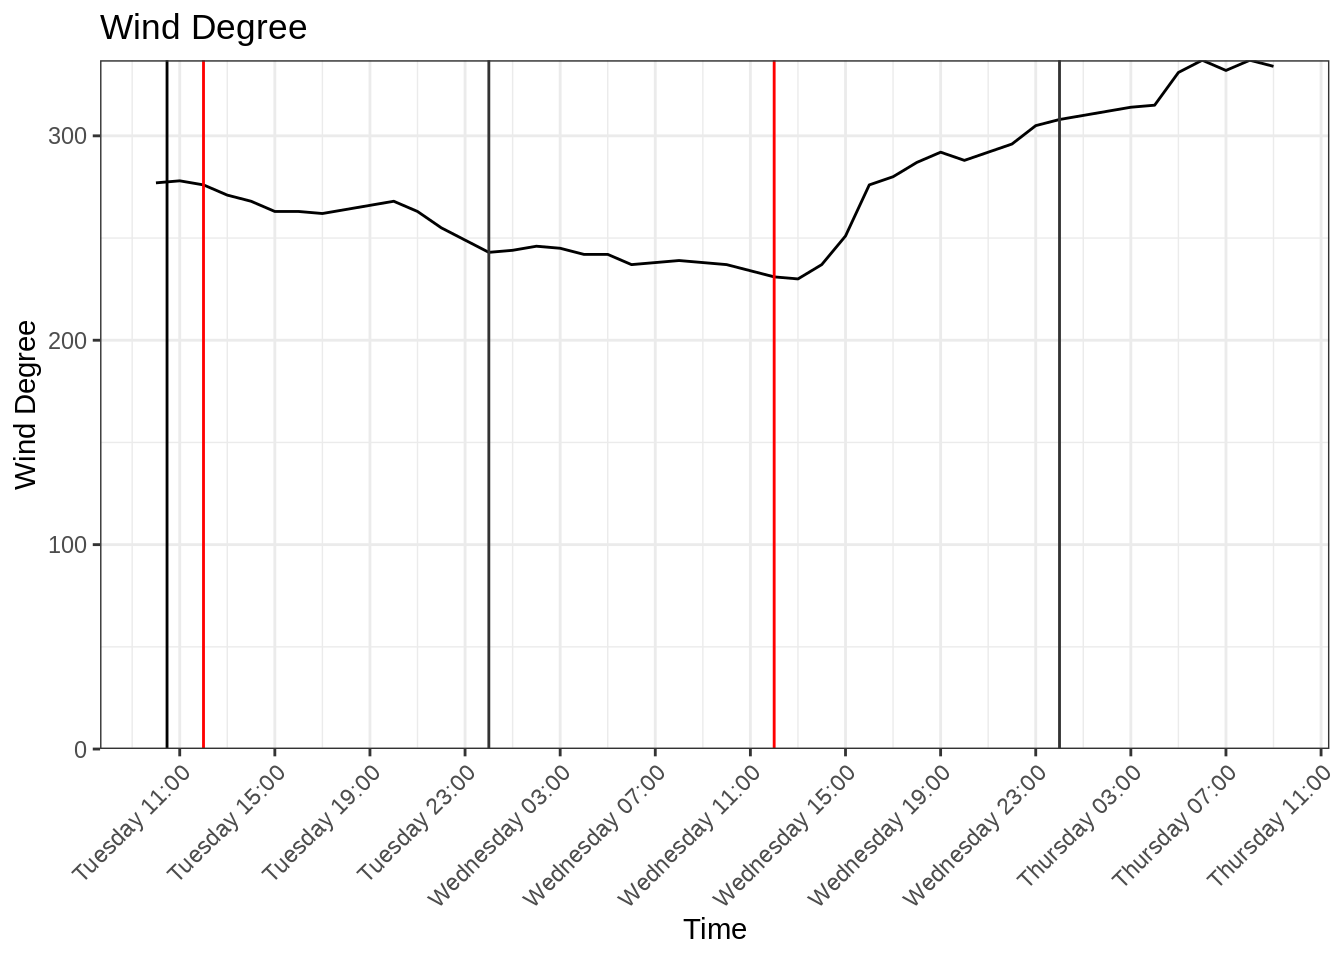 Wind Degree
Wind Degree
300
200
100
0
Tuesday 11:00
Tuesday 15:00
Tuesday 19:00
Tuesday 23:00
Wednesday 03:00
Wednesday 07:00
Wednesday 11:00
Wednesday 15:00
Wednesday 19:00
Wednesday 23:00
Thursday 03:00
Thursday 07:00
Thursday 11:00
Time